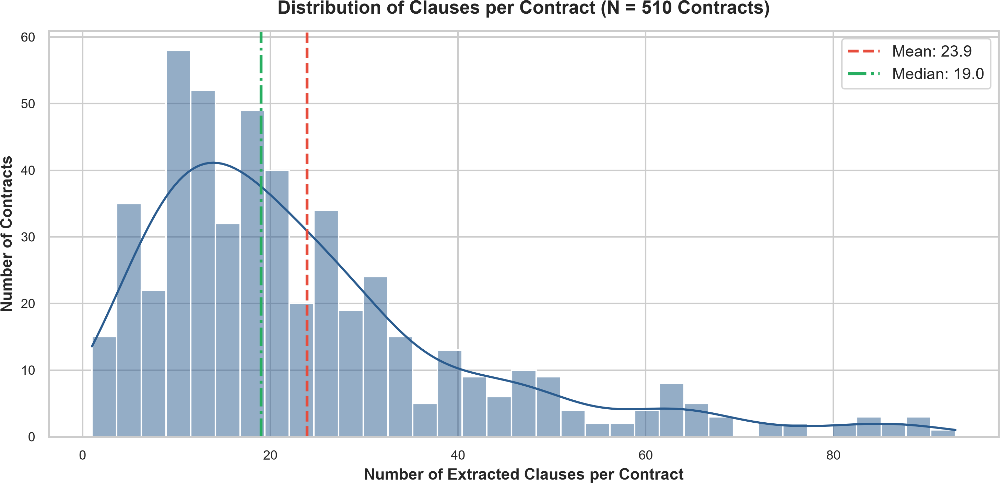 Distribution of Clauses per Contract (N = 510 Contracts)
Mean: 23.9
Median: 19.0
Number of Contracts
60
50
40
30
20
10
0
0 20 40 60 80
Number of Extracted Clauses per Contract